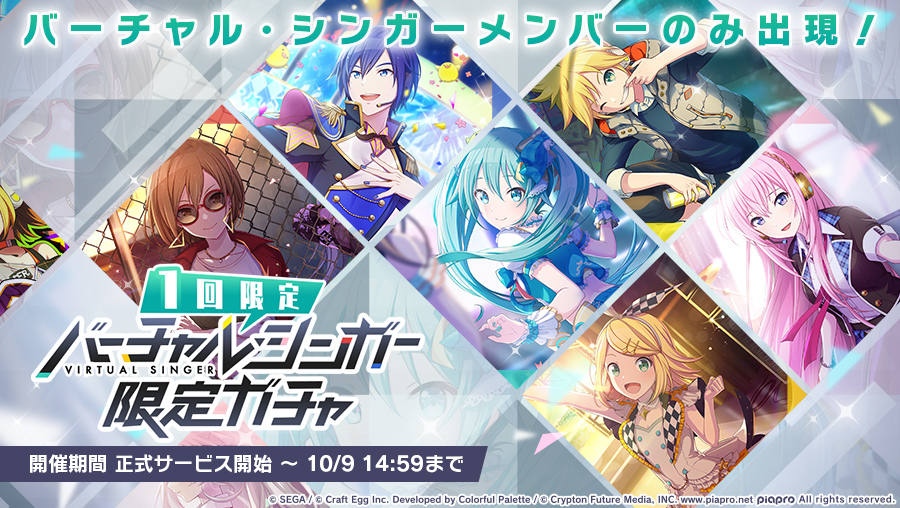 バーチャル・シンガーメンバーのみ出現！
1回限定
バーチャルシンガー
VIRTUAL SINGER
限定ガチャ
開催期間 正式サービス開始 ～ 10/9 14:59まで
© SEGA / © Craft Egg Inc. Developed by Colorful Palette / © Crypton Future Media, INC. www.piapro.net piapro All rights reserved.